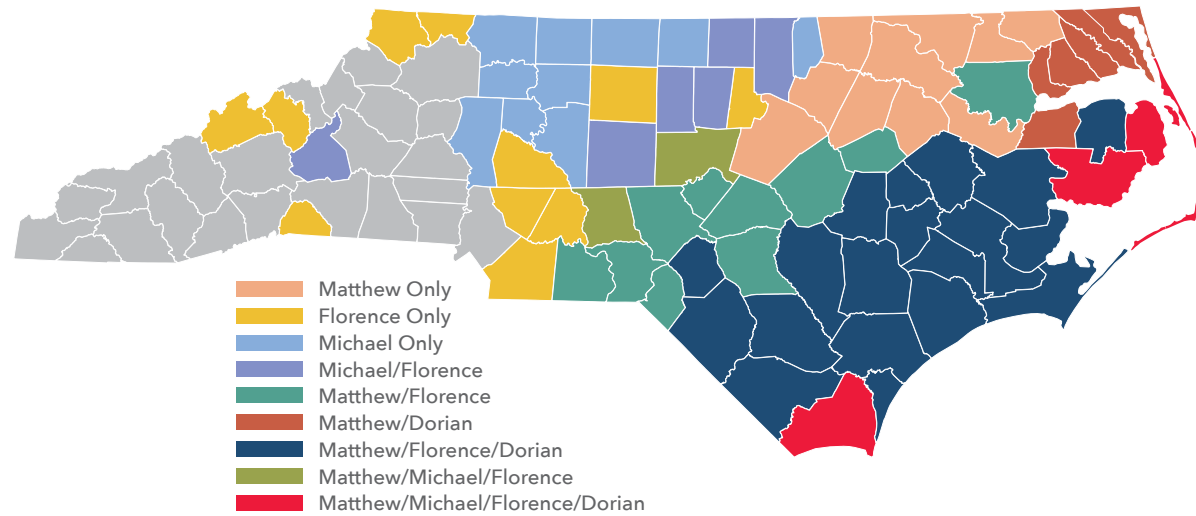 Matthew Only
Florence Only
Michael Only
Michael/Florence
Matthew/Florence
Matthew/Dorian
Matthew/Florence/Dorian
Matthew/Michael/Florence
Matthew/Michael/Florence/Dorian